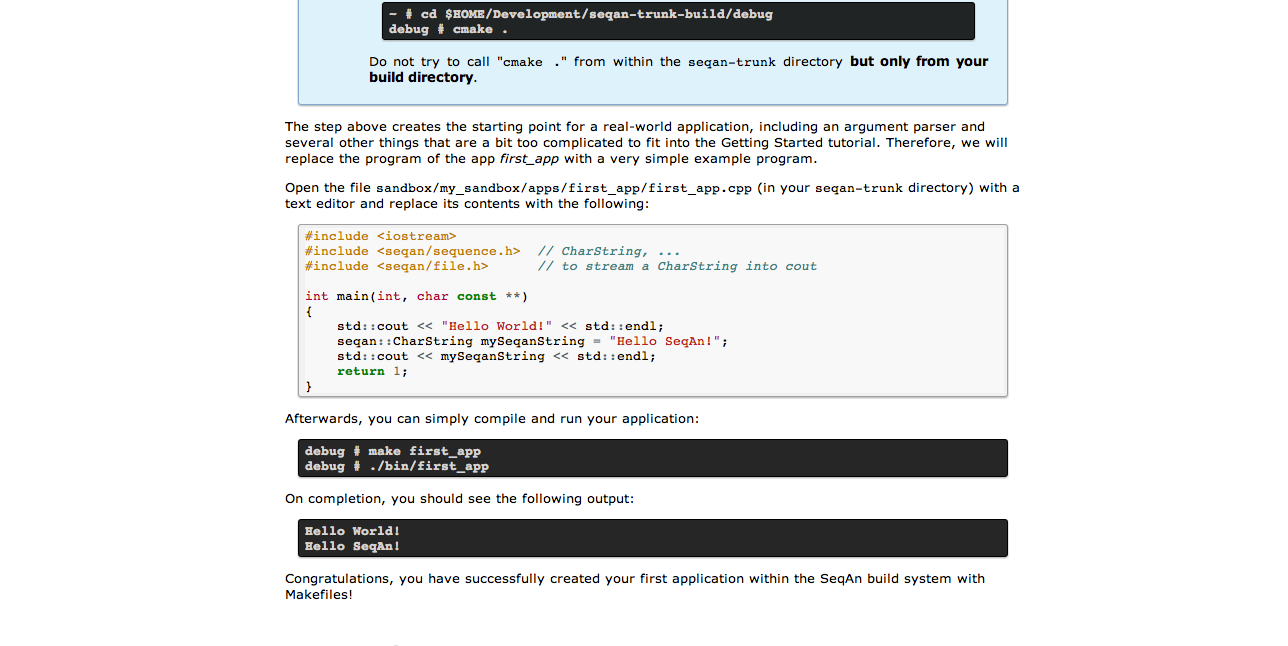 ~ # cd $HOME/Development/seqan-trunk-build/debug
debug # cmake .
Do not try to call "cmake ." from within the seqan-trunk directory but only from your
build directory.
The step above creates the starting point for a real-world application, including an argument parser and
several other things that are a bit too complicated to fit into the Getting Started tutorial. Therefore, we will
replace the program of the app first_app with a very simple example program.
Open the file sandbox/my_sandbox/apps/first_app/first_app.cpp (in your seqan-trunk directory) with a
text editor and replace its contents with the following:
#include <iostream>
#include <seqan/sequence.h>  // CharString, ...
#include <seqan/file.h>      // to stream a CharString into cout
int main(int, char const **)
{
    std::cout << "Hello World!" << std::endl;
    seqan::CharString mySeqanString = "Hello SeqAn!";
    std::cout << mySeqanString << std::endl;
    return 1;
}
Afterwards, you can simply compile and run your application:
debug # make first_app
debug # ./bin/first_app
On completion, you should see the following output:
Hello World!
Hello SeqAn!
Congratulations, you have successfully created your first application within the SeqAn build system with
Makefiles!